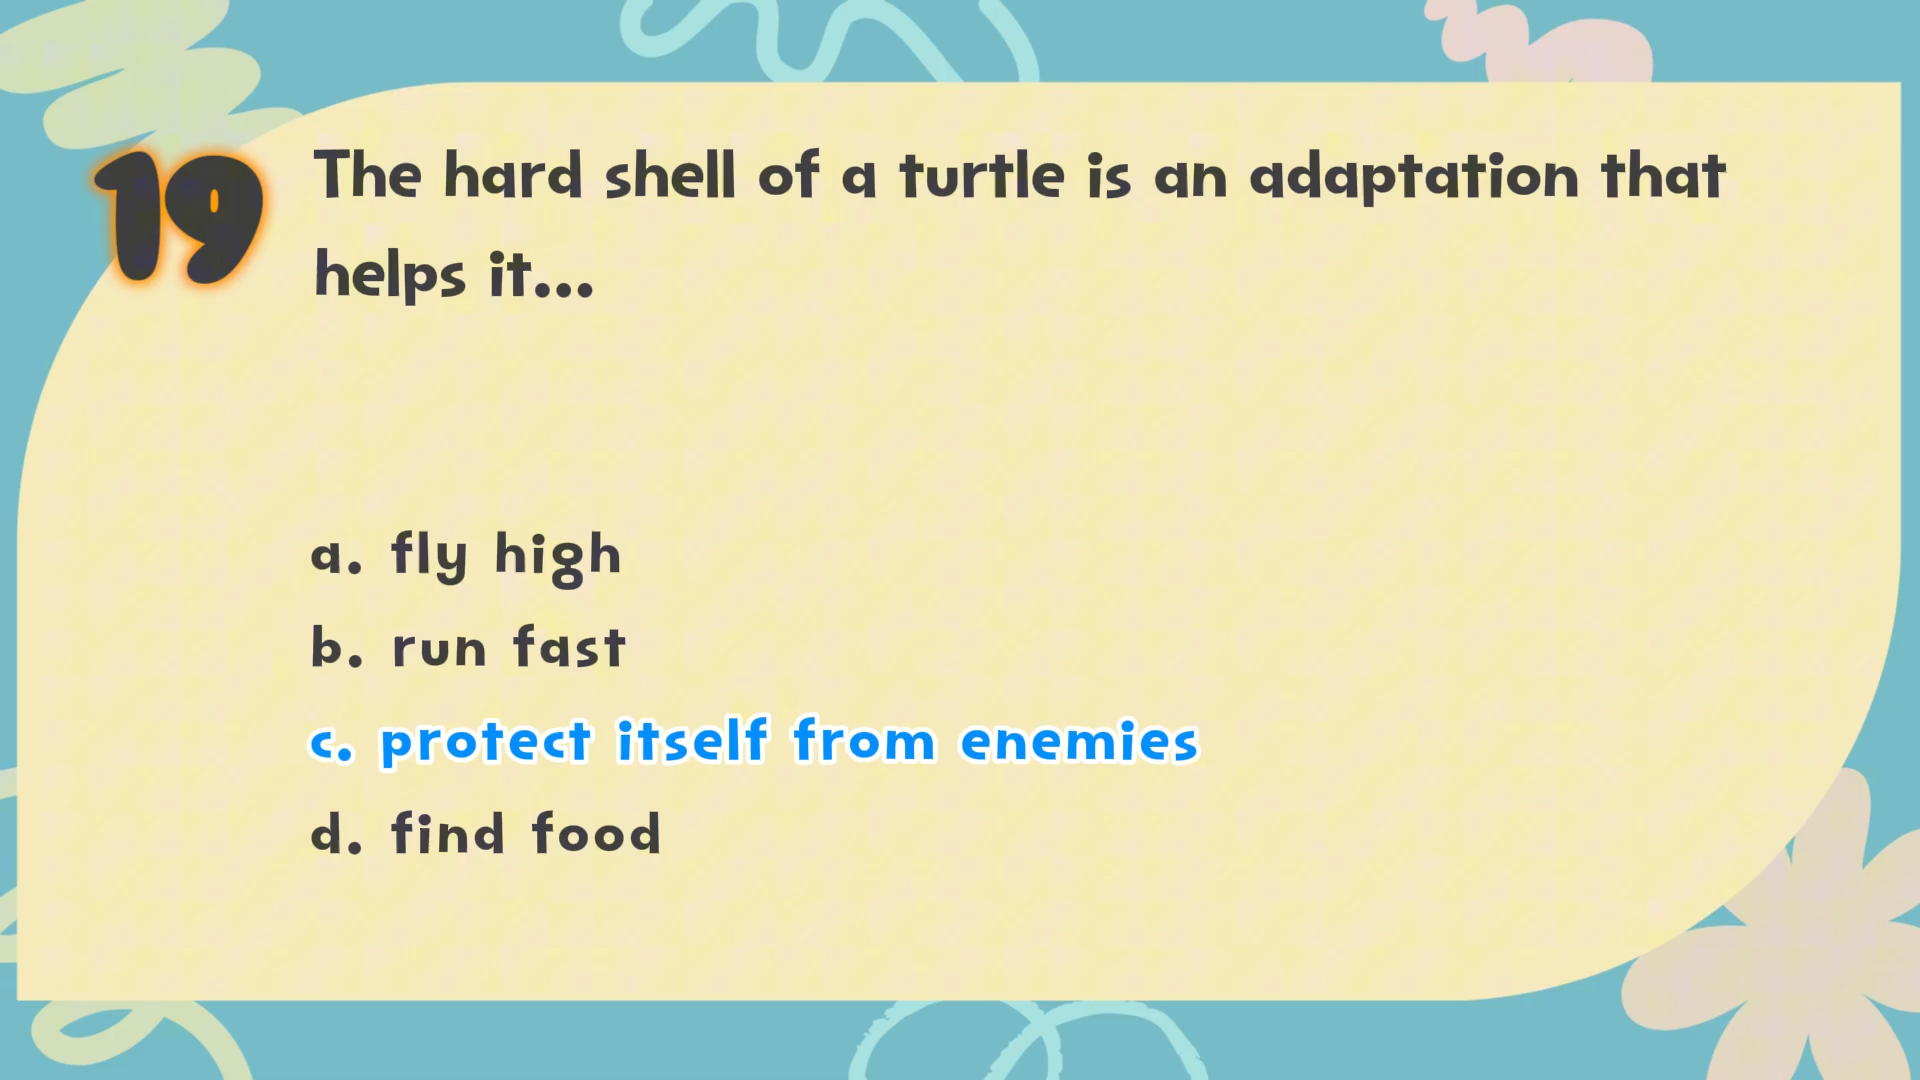 19
The hard shell of a turtle is an adaptation that
helps it...
a. fly high
b. run fast
c. protect itself from enemies
d. find food